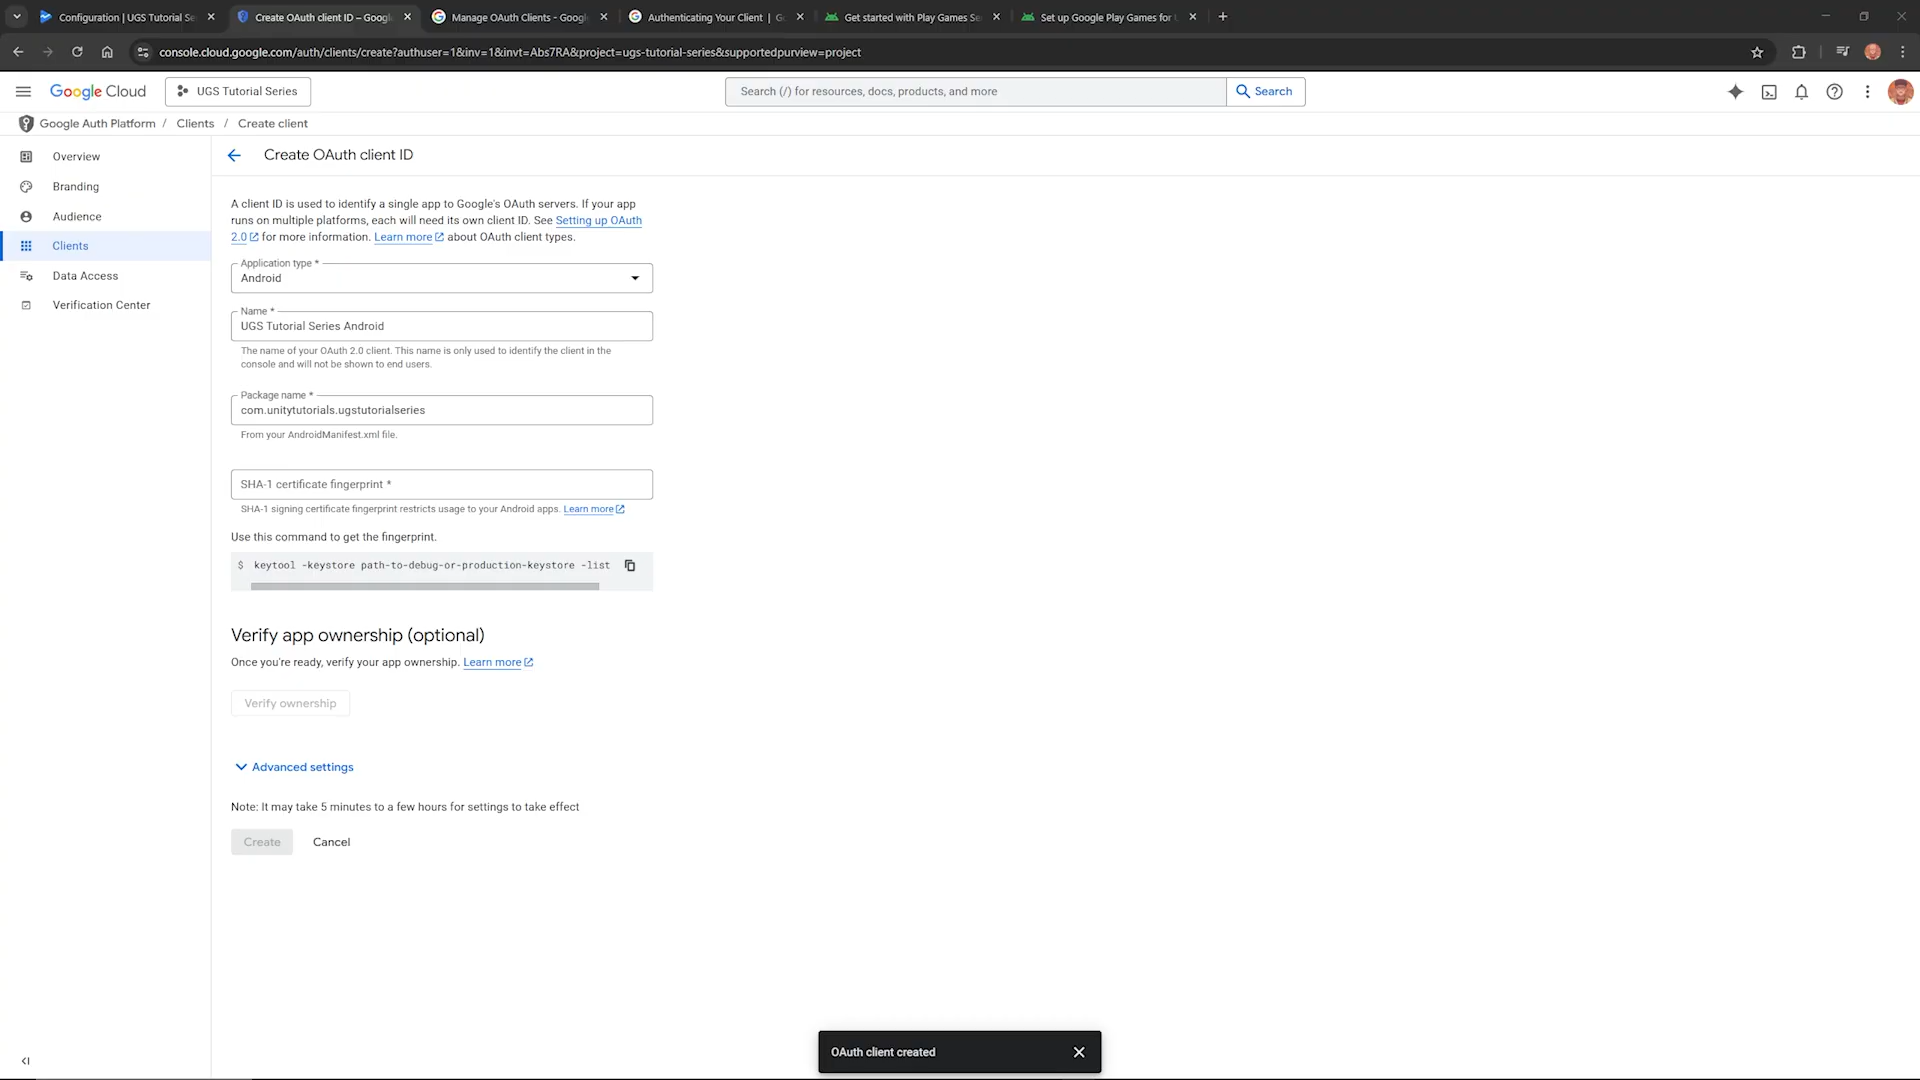 Configuration | UGS Tutorial Se
Create OAuth client ID – Googl
Manage OAuth Clients - Googl
Authenticating Your Client | Go
Get started with Play Games Se
Set up Google Play Games for U
console.cloud.google.com/auth/clients/create?authuser=1&inv=1&invt=Abs7RA&project=ugs-tutorial-series&supportedpurview=project
Google Cloud
UGS Tutorial Series
Search (/) for resources, docs, products, and more
Search
Google Auth Platform / Clients / Create client
Overview
Branding
Audience
Clients
Data Access
Verification Center
Create OAuth client ID
A client ID is used to identify a single app to Google's OAuth servers. If your app
runs on multiple platforms, each will need its own client ID. See Setting up OAuth
2.0 for more information. Learn more about OAuth client types.
Application type *
Android
Name *
UGS Tutorial Series Android
The name of your OAuth 2.0 client. This name is only used to identify the client in the
console and will not be shown to end users.
Package name *
com.unitytutorials.ugstutorialseries
From your AndroidManifest.xml file.
SHA-1 certificate fingerprint *
SHA-1 signing certificate fingerprint restricts usage to your Android apps. Learn more
Use this command to get the fingerprint.
$ keytool -keystore path-to-debug-or-production-keystore -list
Verify app ownership (optional)
Once you're ready, verify your app ownership. Learn more
Verify ownership
Advanced settings
Note: It may take 5 minutes to a few hours for settings to take effect
Create Cancel
OAuth client created